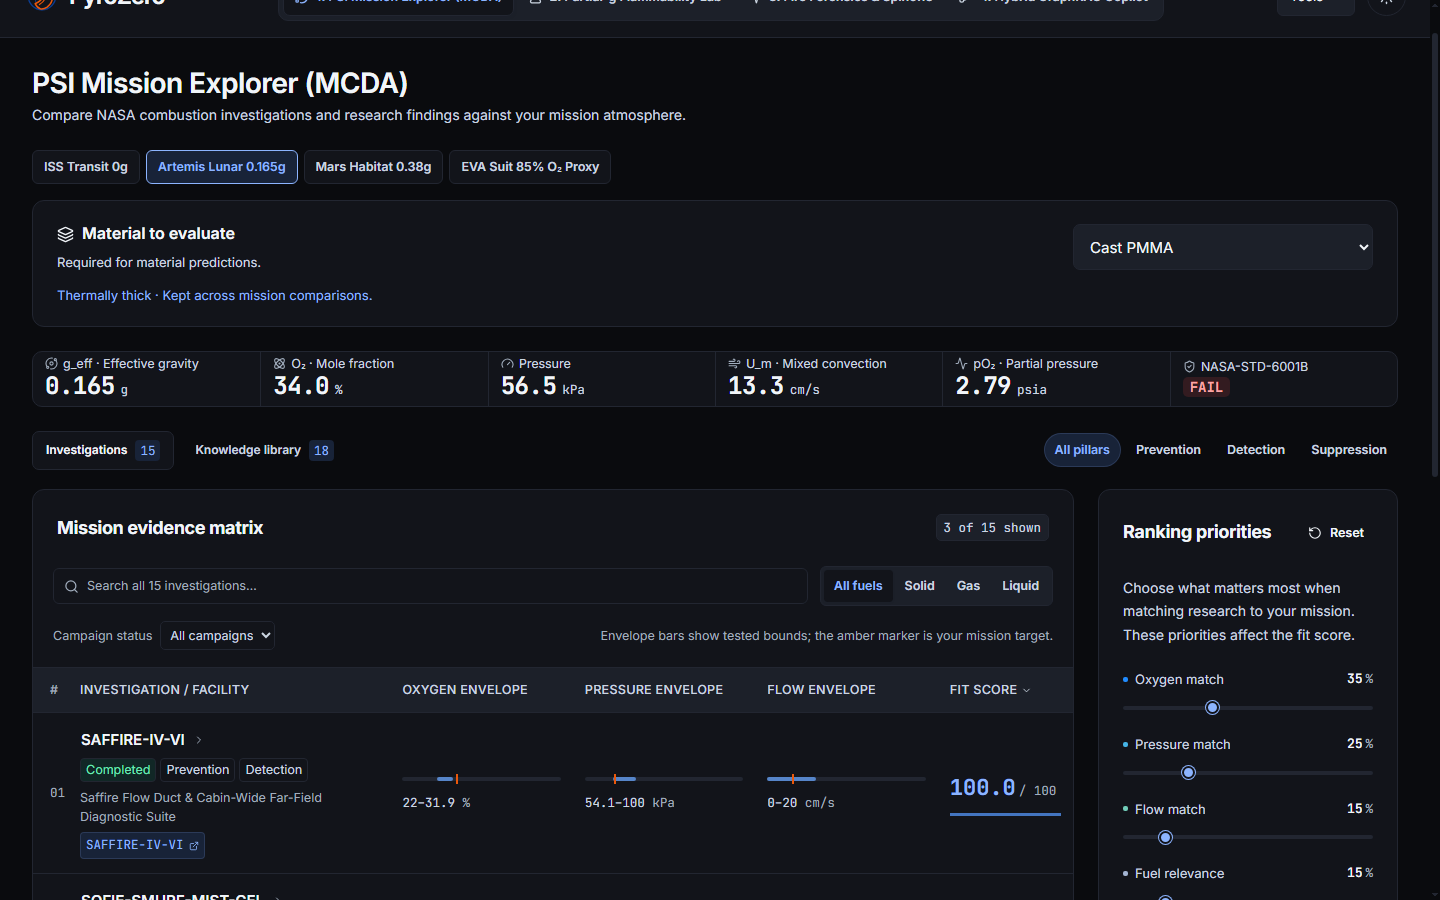 PSI Mission Explorer (MCDA)
Compare NASA combustion investigations and research findings against your mission atmosphere.
ISS Transit 0g
Artemis Lunar 0.165g
Mars Habitat 0.38g
EVA Suit 85% O₂ Proxy
Material to evaluate
Required for material predictions.
Thermally thick · Kept across mission comparisons.
Cast PMMA
g_eff · Effective gravity
0.165 g
O₂ · Mole fraction
34.0 %
Pressure
56.5 kPa
U_m · Mixed convection
13.3 cm/s
pO₂ · Partial pressure
2.79 psia
NASA-STD-6001B
FAIL
Investigations 15
Knowledge library 18
All pillars
Prevention
Detection
Suppression
Mission evidence matrix
3 of 15 shown
Search all 15 investigations...
All fuels
Solid
Gas
Liquid
Campaign status
All campaigns
Envelope bars show tested bounds; the amber marker is your mission target.
# INVESTIGATION / FACILITY OXYGEN ENVELOPE PRESSURE ENVELOPE FLOW ENVELOPE FIT SCORE
01
SAFFIRE-IV-VI
Completed
Prevention
Detection
Saffire Flow Duct & Cabin-Wide Far-Field
Diagnostic Suite
SAFFIRE-IV-VI
22–31.9 %
54.1–100 kPa
0–20 cm/s
100.0 / 100
Ranking priorities
Reset
Choose what matters most when
matching research to your mission.
These priorities affect the fit score.
Oxygen match 35 %
Pressure match 25 %
Flow match 15 %
Fuel relevance 15 %